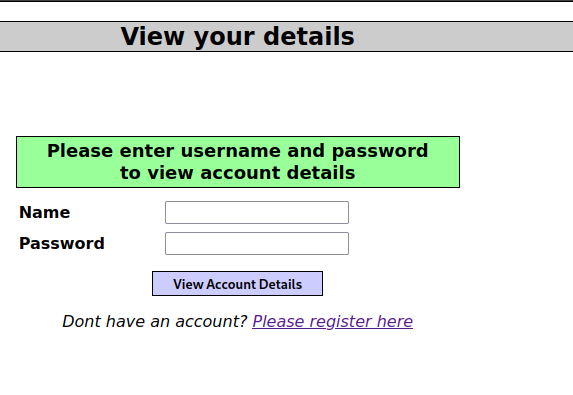 View your details
Please enter username and password
to view account details
Name
Password
View Account Details
Dont have an account? Please register here